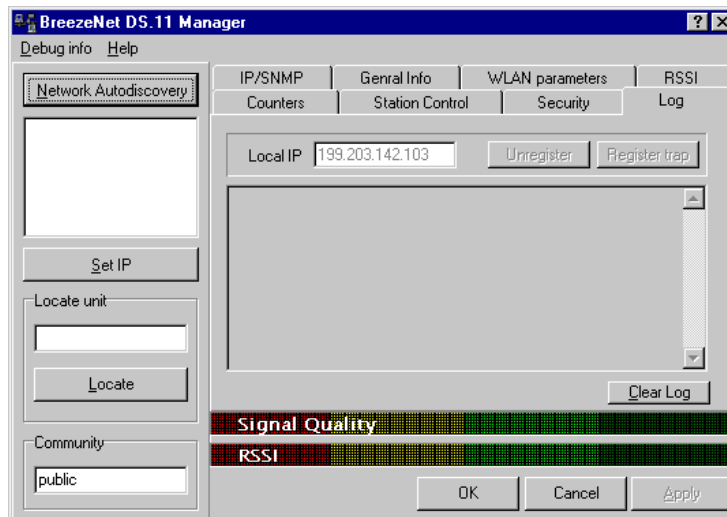 BreezeNet DS.11 Manager
Debug info Help
Network Autodiscovery
Set IP
Locate unit
Locate
Community
public
IP/SNMP Genral Info WLAN parameters RSSI
Counters Station Control Security Log
Local IP 199.203.142.103 Unregister Register trap
Clear Log
Signal Quality
RSSI
OK Cancel Apply